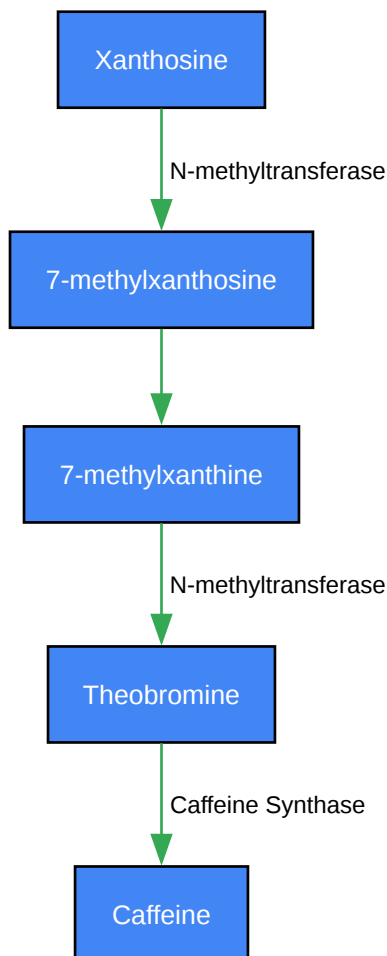 Xanthosine
N-methyltransferase
7-methylxanthosine
7-methylxanthine
N-methyltransferase
Theobromine
Caffeine Synthase
Caffeine